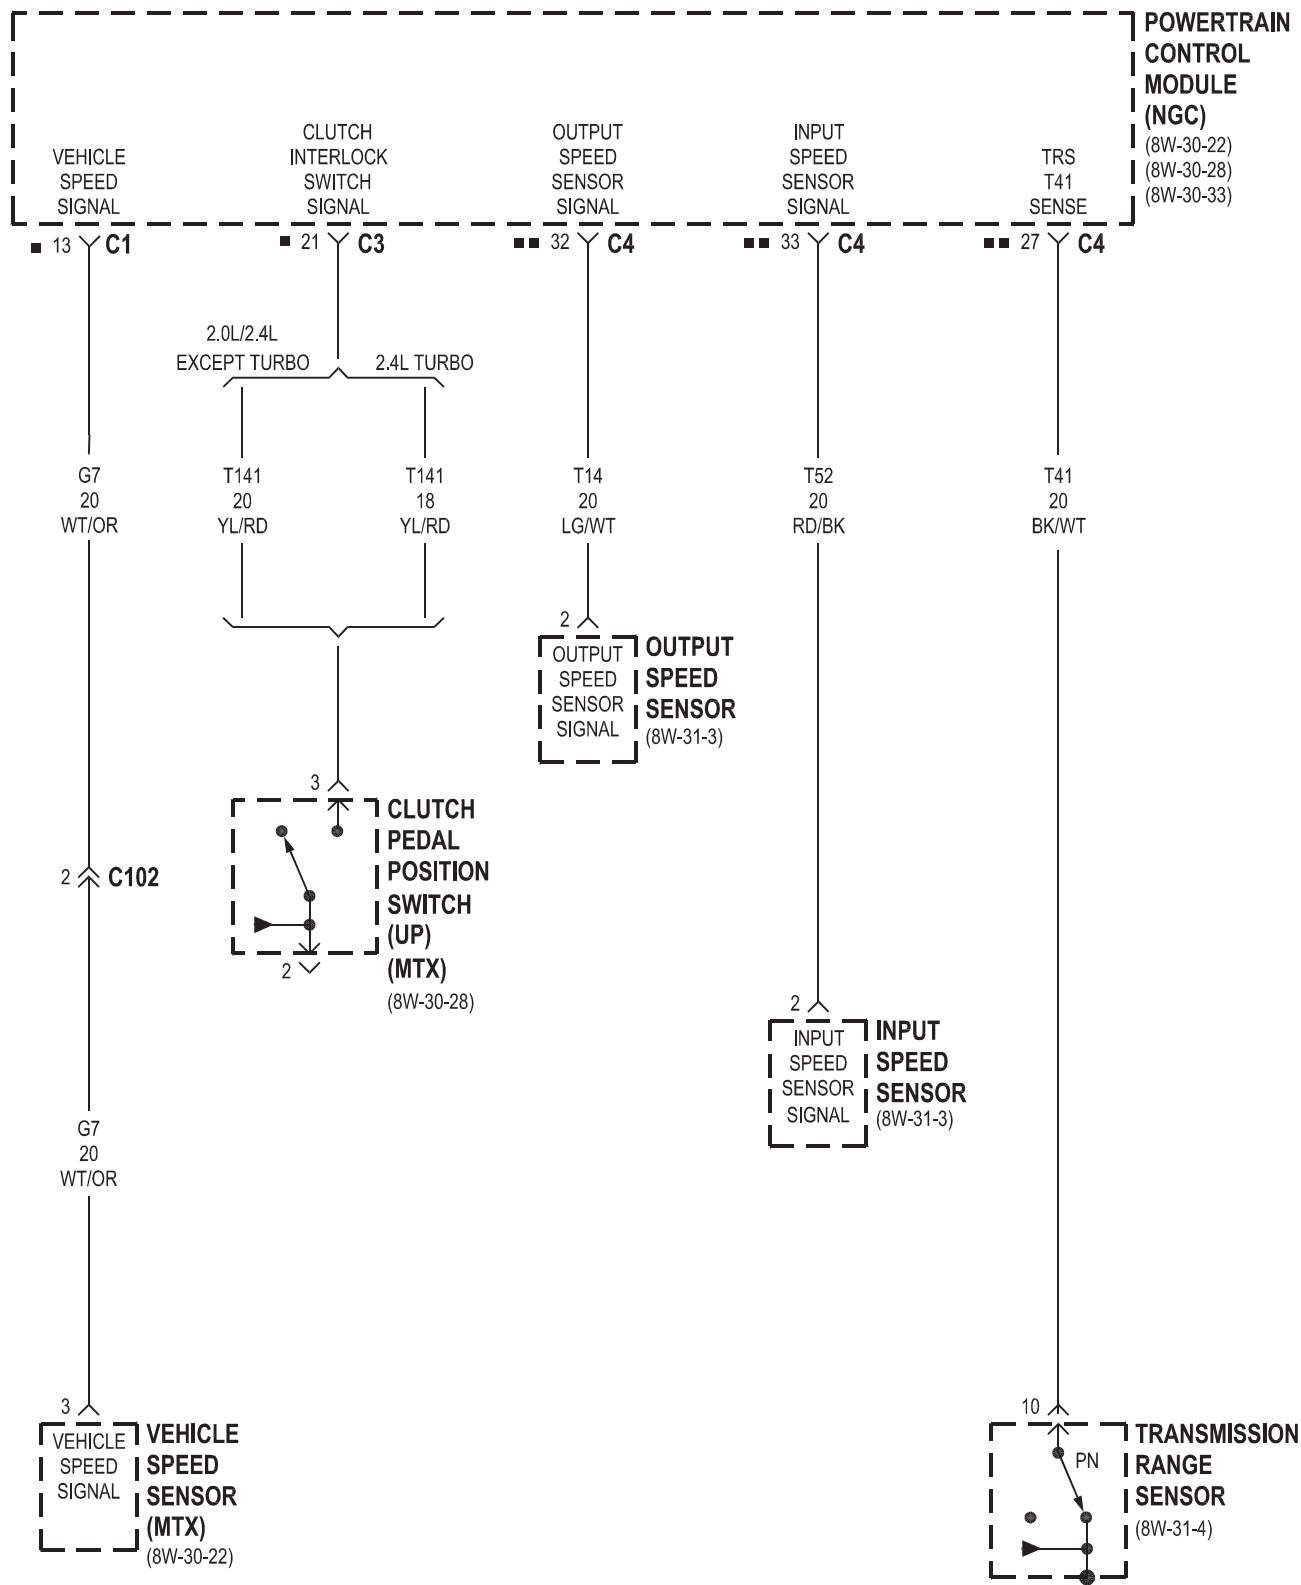 POWERTRAIN
CONTROL
MODULE
(NGC)
(8W-30-22)
(8W-30-28)
(8W-30-33)
VEHICLE
SPEED
SIGNAL
CLUTCH
INTERLOCK
SWITCH
SIGNAL
OUTPUT
SPEED
SENSOR
SIGNAL
INPUT
SPEED
SENSOR
SIGNAL
TRS
T41
SENSE
13 C1
21 C3
32 C4
33 C4
27 C4
2.0L/2.4L
EXCEPT TURBO
2.4L TURBO
G7
20
WT/OR
T141
20
YL/RD
T141
18
YL/RD
T14
20
LG/WT
T52
20
RD/BK
T41
20
BK/WT
2
OUTPUT
SPEED
SENSOR
SIGNAL
OUTPUT
SPEED
SENSOR
(8W-31-3)
3
CLUTCH
PEDAL
POSITION
SWITCH
(UP)
(MTX)
(8W-30-28)
2
2 C102
2
INPUT
SPEED
SENSOR
SIGNAL
INPUT
SPEED
SENSOR
(8W-31-3)
G7
20
WT/OR
3
VEHICLE
SPEED
SIGNAL
VEHICLE
SPEED
SENSOR
(MTX)
(8W-30-22)
10
PN
TRANSMISSION
RANGE
SENSOR
(8W-31-4)